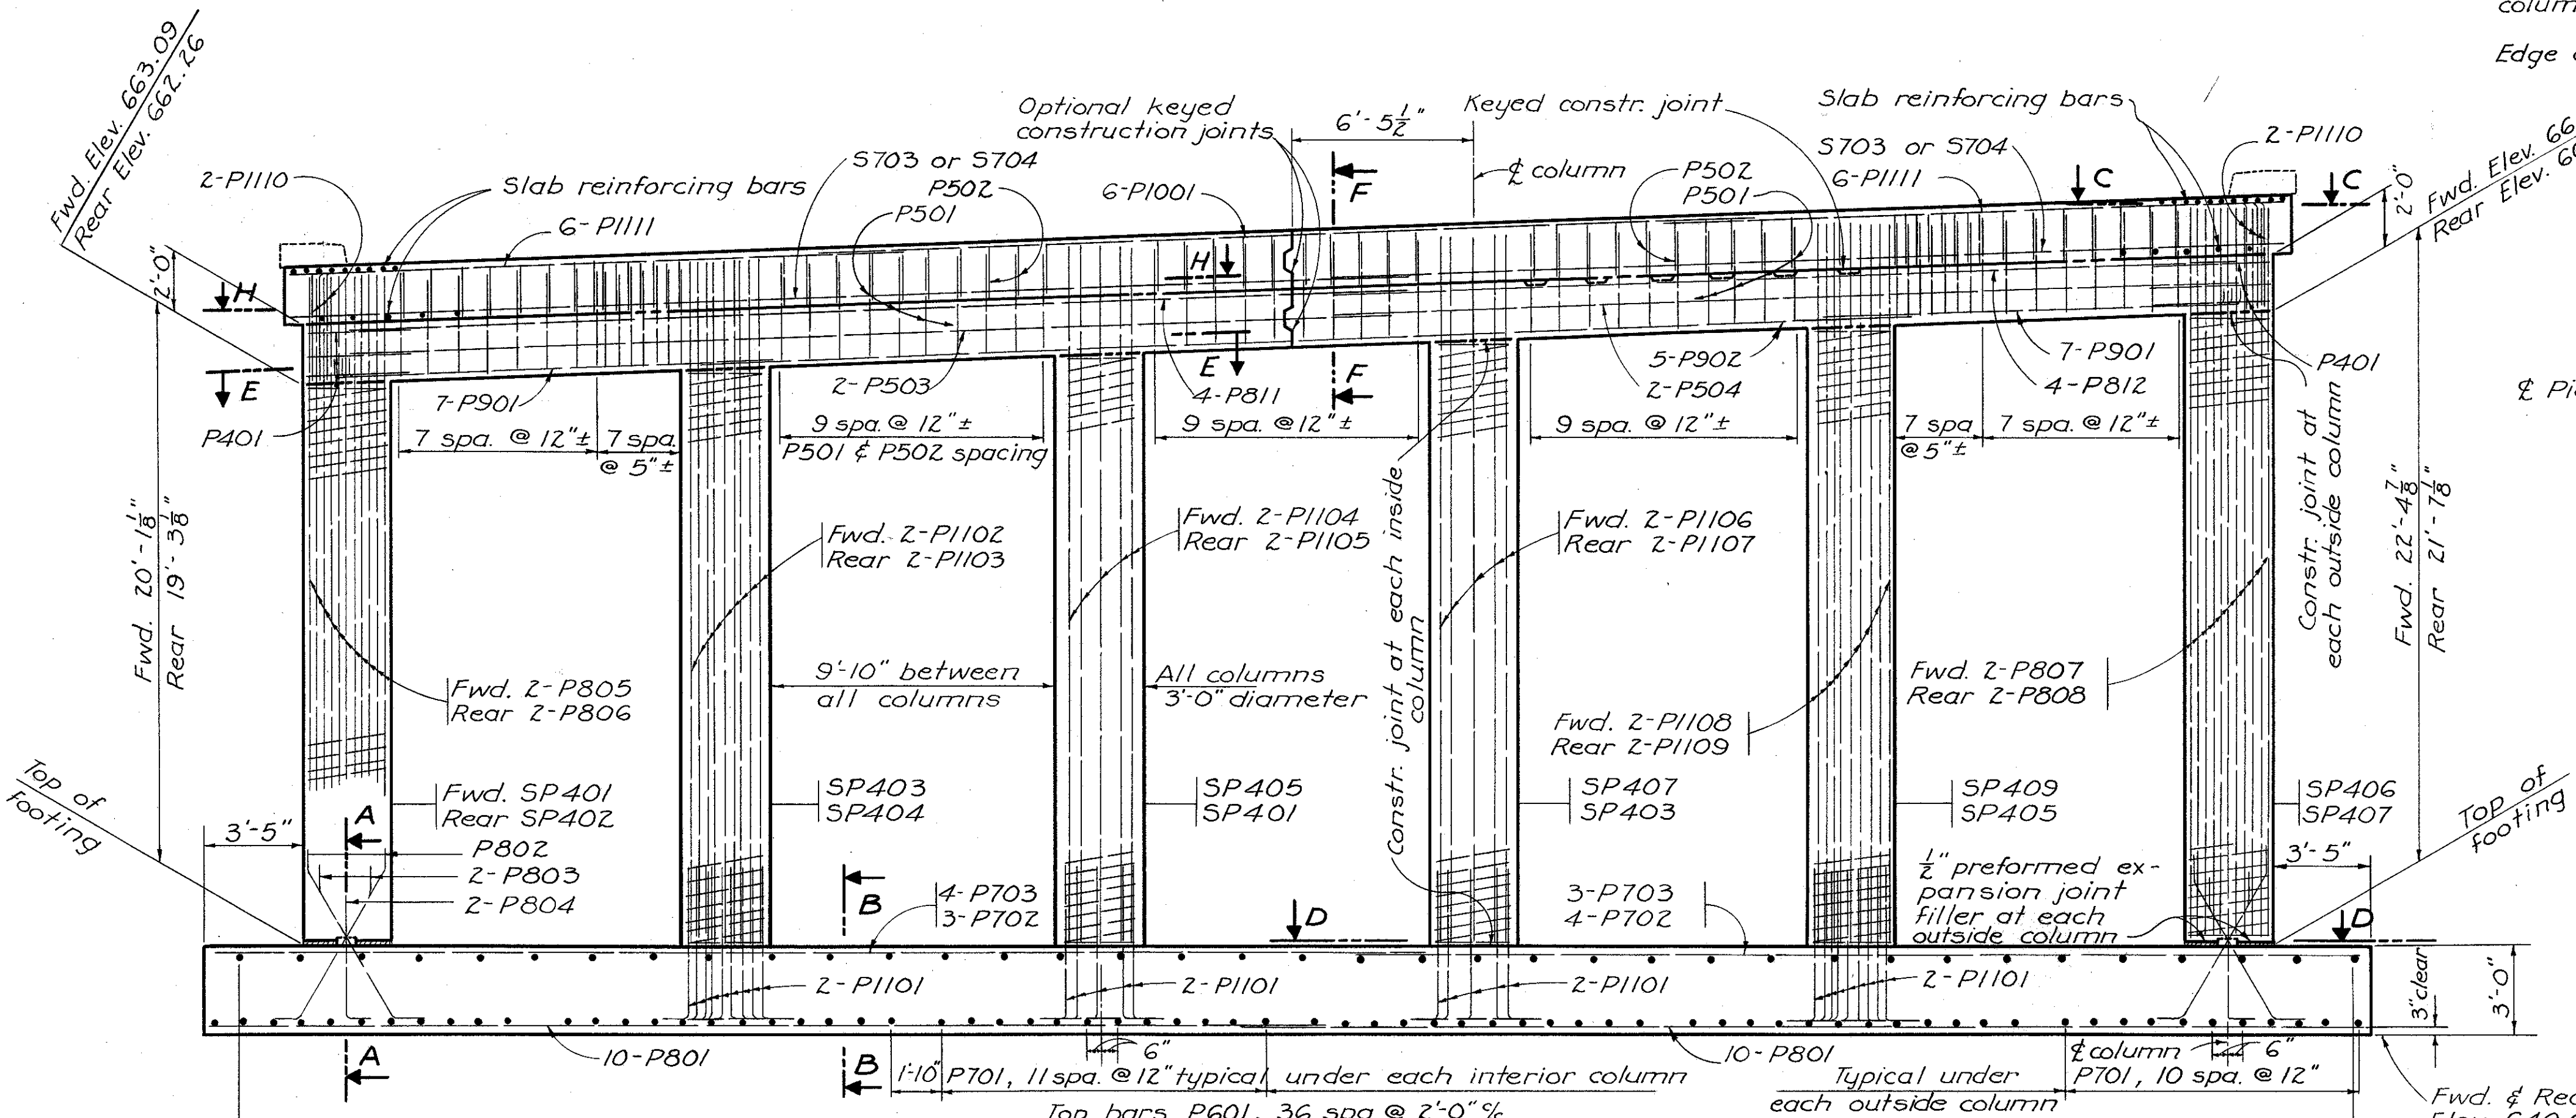 Fwd. Elev. 663.09
Rear Elev. 662.26
colum
Edge
Optional keyed
construction joints
6'-5 1/2"
Keyed constr. joint
Slab reinforcing bars
2-P1110
S703 or S704
F
℄ column
P502
P501
S703 or S704
6-P1111
C
C
2'-0"
Fwd. Elev. 66
Rear Elev. 66
2-P1110
Slab reinforcing bars
P502
P501
6-P1001
6-P1111
H
2'-0"
H
E
E
F
7-P901
2-P503
4-P811
5-P902
2-P504
7-P901
4-P812
P401
℄ Pi
P401
7 spa. @ 12"±
7 spa.
@ 5"±
9 spa. @ 12"±
P501 & P502 spacing
9 spa. @ 12"±
9 spa. @ 12"±
7 spa
@ 5"±
7 spa. @ 12"±
Constr. joint at
each outside column
Fwd. 20'-1 1/8"
Rear 19'-3 1/8"
Fwd. 2-P1102
Rear 2-P1103
Fwd. 2-P1104
Rear 2-P1105
Constr. joint at each inside
column
Fwd. 2-P1106
Rear 2-P1107
Fwd. 22'-4 7/8"
Rear 21'-7 1/8"
Fwd. 2-P805
Rear 2-P806
9'-10" between
all columns
All columns
3'-0" diameter
Fwd. 2-P1108
Rear 2-P1109
Fwd. 2-P807
Rear 2-P808
Top of
footing
Fwd. SP401
Rear SP402
SP403
SP404
SP405
SP401
SP407
SP403
SP409
SP405
SP406
SP407
Top of
footing
3'-5"
A
P802
2-P803
2-P804
B
4-P703
3-P702
D
3-P703
4-P702
1/2" preformed ex-
pansion joint
filler at each
outside column
3'-5"
D
2-P1101
2-P1101
2-P1101
2-P1101
3" clear
3'-0"
A
10-P801
B
6"
10-P801
℄ column
6"
1'-10"
P701, 11 spa. @ 12" typical under each interior column
Typical under
each outside column
P701, 10 spa. @ 12"
Top bars P601, 36 spa @ 2'-0" c/c
Fwd. & Rea